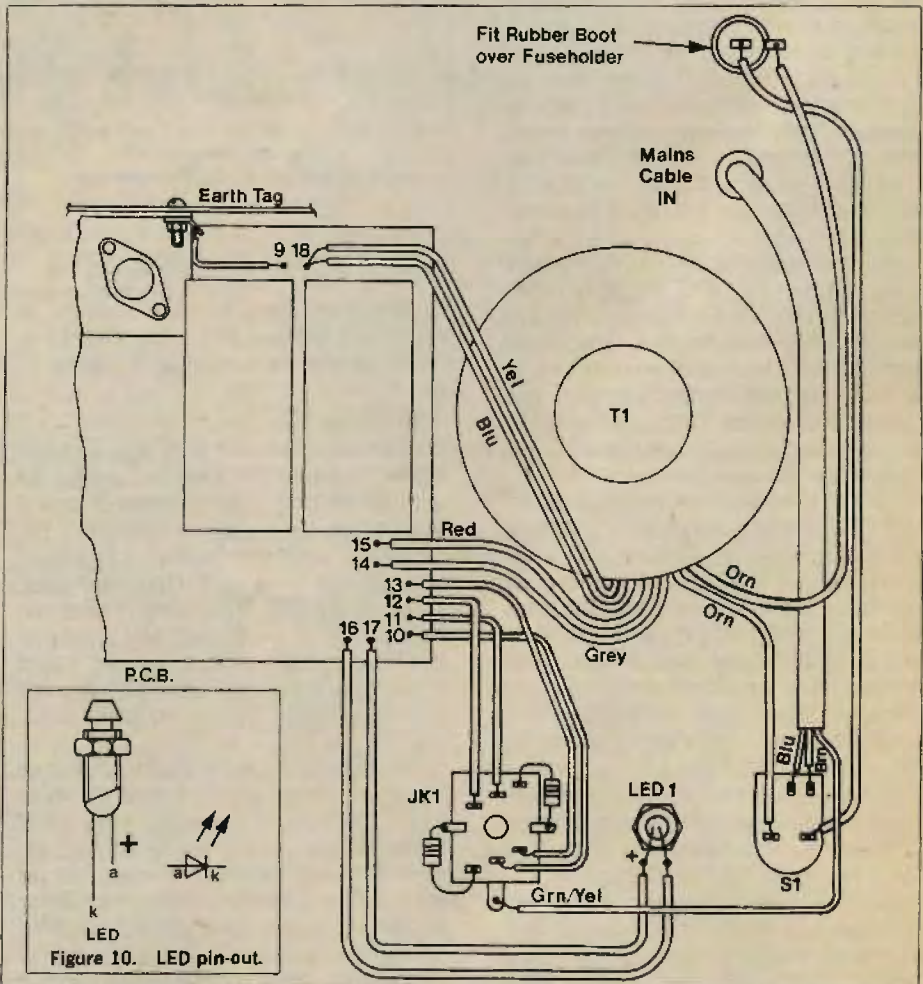 Fit Rubber Boot
over Fuseholder
Mains
Cable
IN
Earth Tag
9 18
Yel
Blu
T1
Red
15
14
13
12
11
10
16 17
Orn
Orn
Grey
P.C.B.
Blu
Brn
JK1
LED 1
+
S1
Grn/Yel
+
a
k
a
k
LED
Figure 10. LED pin-out.